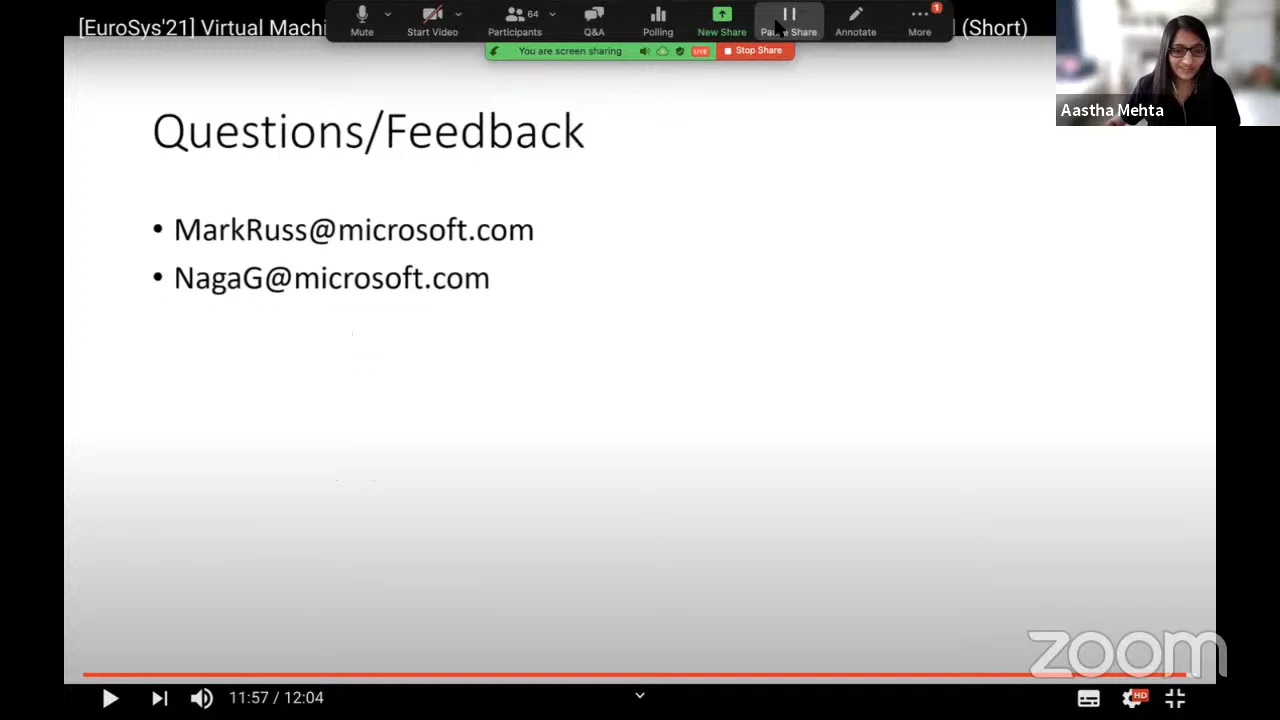 [EuroSys'21] Virtual Machi
(Short)
Mute
Start Video
64
Participants
Q&A
Polling
New Share
Pause Share
Annotate
1
More
You are screen sharing
LIVE
Stop Share
Aastha Mehta
Questions/Feedback
• MarkRuss@microsoft.com
• NagaG@microsoft.com
zoom
11:57 / 12:04
HD